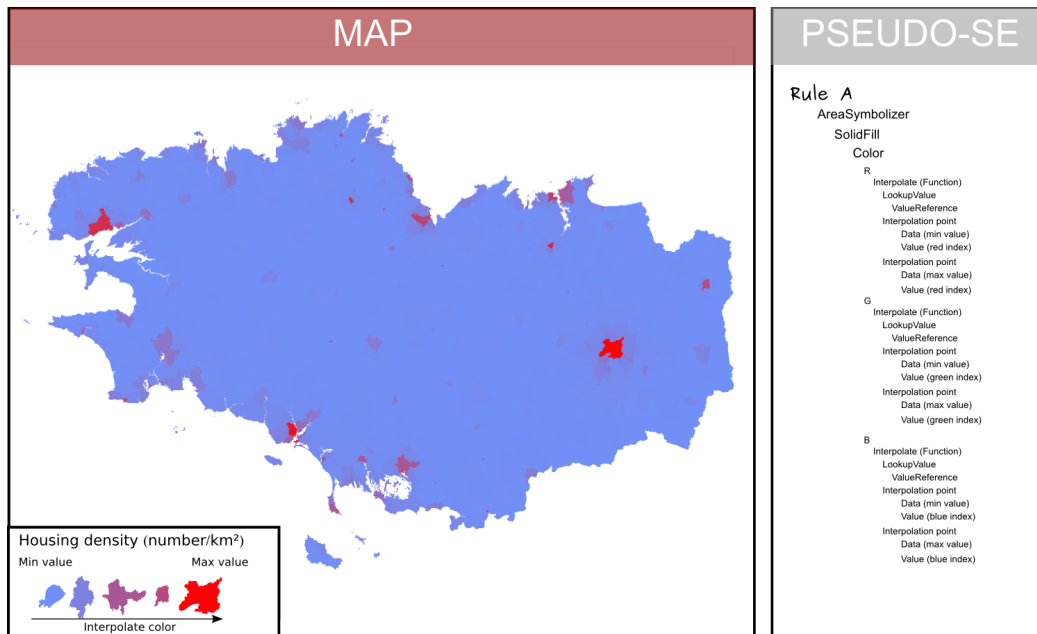 MAP
Housing density (number/km²)
Min value
Max value
Interpolate color
PSEUDO-SE
Rule A
AreaSymbolizer
SolidFill
Color
R
Interpolate (Function)
LookupValue
ValueReference
Interpolation point
Data (min value)
Value (red index)
Interpolation point
Data (max value)
Value (red index)
G
Interpolate (Function)
LookupValue
ValueReference
Interpolation point
Data (min value)
Value (green index)
Interpolation point
Data (max value)
Value (green index)
B
Interpolate (Function)
LookupValue
ValueReference
Interpolation point
Data (min value)
Value (blue index)
Interpolation point
Data (max value)
Value (blue index)